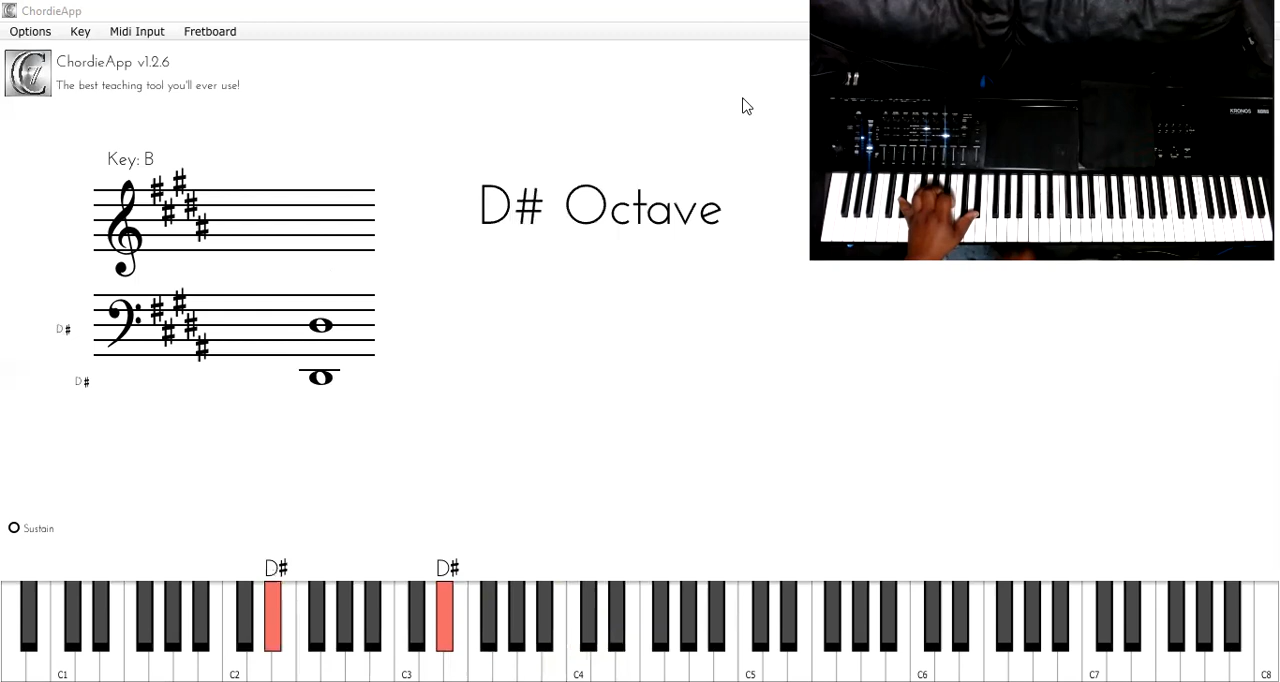 ChordieApp
Options Key Midi Input Fretboard
ChordieApp v1.2.6
The best teaching tool you'll ever use!
KRONOS
Key: B
D# Octave
D#
D#
Sustain
D# D#
C1 C2 C3 C4 C5 C6 C7 C8